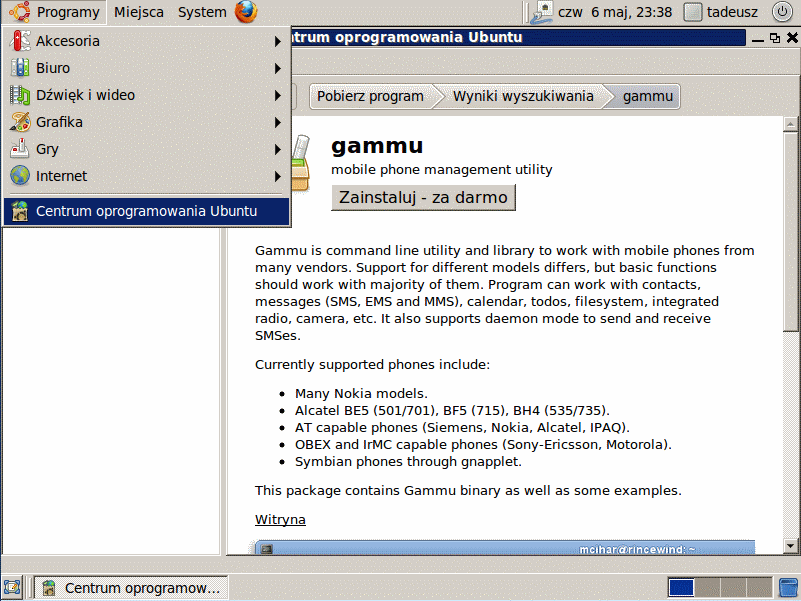 Programy Miejsca System czw 6 maj, 23:38 tadeusz
trum oprogramowania Ubuntu
Akcesoria
Biuro
Dźwięk i wideo
Grafika
Gry
Internet
Centrum oprogramowania Ubuntu
Pobierz program Wyniki wyszukiwania gammu
gammu
mobile phone management utility
Zainstaluj - za darmo
Gammu is command line utility and library to work with mobile phones from
many vendors. Support for different models differs, but basic functions
should work with majority of them. Program can work with contacts,
messages (SMS, EMS and MMS), calendar, todos, filesystem, integrated
radio, camera, etc. It also supports daemon mode to send and receive
SMSes.
Currently supported phones include:
• Many Nokia models.
• Alcatel BE5 (501/701), BF5 (715), BH4 (535/735).
• AT capable phones (Siemens, Nokia, Alcatel, IPAQ).
• OBEX and IrMC capable phones (Sony-Ericsson, Motorola).
• Symbian phones through gnapplet.
This package contains Gammu binary as well as some examples.
Witryna
mcihar@rincewind: ~
Centrum oprogramow...